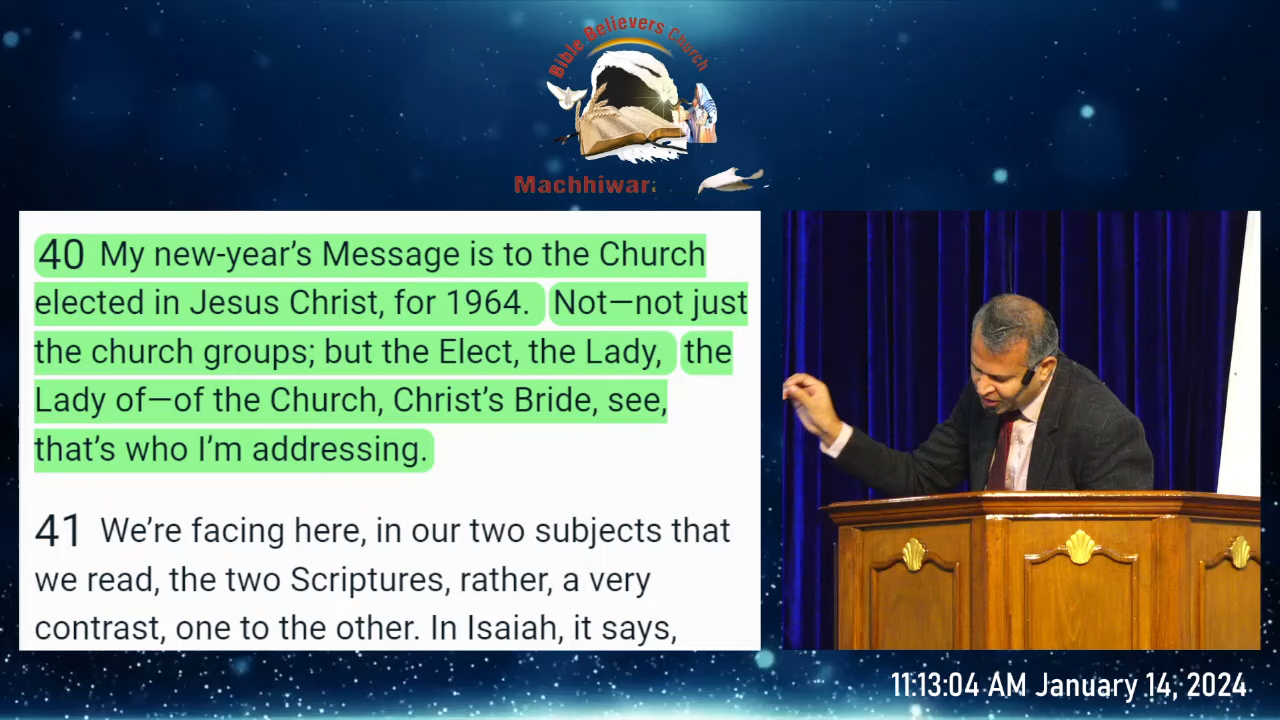 Bible Believers Church
Machhiwar
40 My new-year’s Message is to the Church
elected in Jesus Christ, for 1964. Not—not just
the church groups; but the Elect, the Lady, the
Lady of—of the Church, Christ’s Bride, see,
that’s who I’m addressing.
41 We’re facing here, in our two subjects that
we read, the two Scriptures, rather, a very
contrast, one to the other. In Isaiah, it says,
11:13:04 AM January 14, 2024